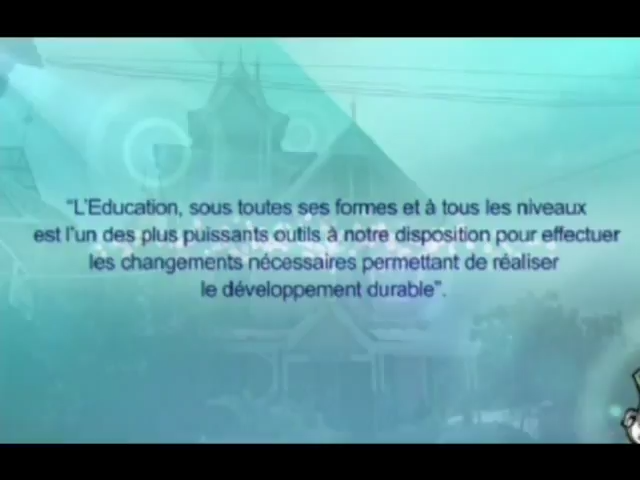 “L’Education, sous toutes ses formes et à tous les niveaux
est l’un des plus puissants outils à notre disposition pour effectuer
les changements nécessaires permettant de réaliser
le développement durable”.